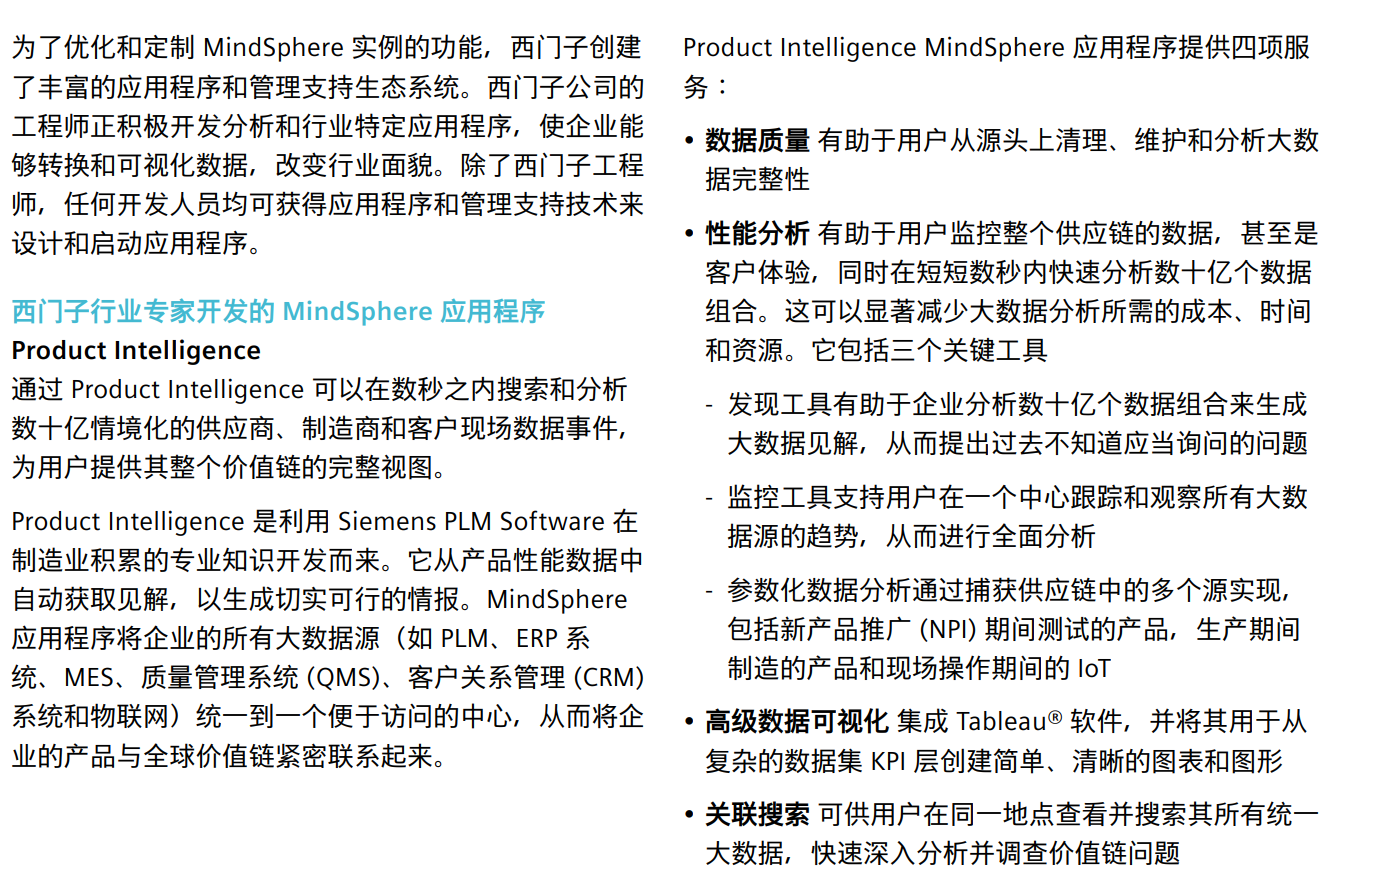 为了优化和定制 MindSphere 实例的功能，西门子创建
了丰富的应用程序和管理支持生态系统。西门子公司的
工程师正积极开发分析和行业特定应用程序，使企业能
够转换和可视化数据，改变行业面貌。除了西门子工程
师，任何开发人员均可获得应用程序和管理支持技术来
设计和启动应用程序。
西门子行业专家开发的 MindSphere 应用程序
Product Intelligence
通过 Product Intelligence 可以在数秒之内搜索和分析
数十亿情境化的供应商、制造商和客户现场数据事件，
为用户提供其整个价值链的完整视图。
Product Intelligence 是利用 Siemens PLM Software 在
制造业积累的专业知识开发而来。它从产品性能数据中
自动获取见解，以生成切实可行的情报。MindSphere
应用程序将企业的所有大数据源（如 PLM、ERP 系
统、MES、质量管理系统 (QMS)、客户关系管理 (CRM)
系统和物联网）统一到一个便于访问的中心，从而将企
业的产品与全球价值链紧密联系起来。
Product Intelligence MindSphere 应用程序提供四项服
务：
• 数据质量 有助于用户从源头上清理、维护和分析大数
据完整性
• 性能分析 有助于用户监控整个供应链的数据，甚至是
客户体验，同时在短短数秒内快速分析数十亿个数据
组合。这可以显著减少大数据分析所需的成本、时间
和资源。它包括三个关键工具
- 发现工具有助于企业分析数十亿个数据组合来生成
大数据见解，从而提出过去不知道应当询问的问题
- 监控工具支持用户在一个中心跟踪和观察所有大数
据源的趋势，从而进行全面分析
- 参数化数据分析通过捕获供应链中的多个源实现，
包括新产品推广 (NPI) 期间测试的产品，生产期间
制造的产品和现场操作期间的 IoT
• 高级数据可视化 集成 Tableau® 软件，并将其用于从
复杂的数据集 KPI 层创建简单、清晰的图表和图形
• 关联搜索 可供用户在同一地点查看并搜索其所有统一
大数据，快速深入分析并调查价值链问题